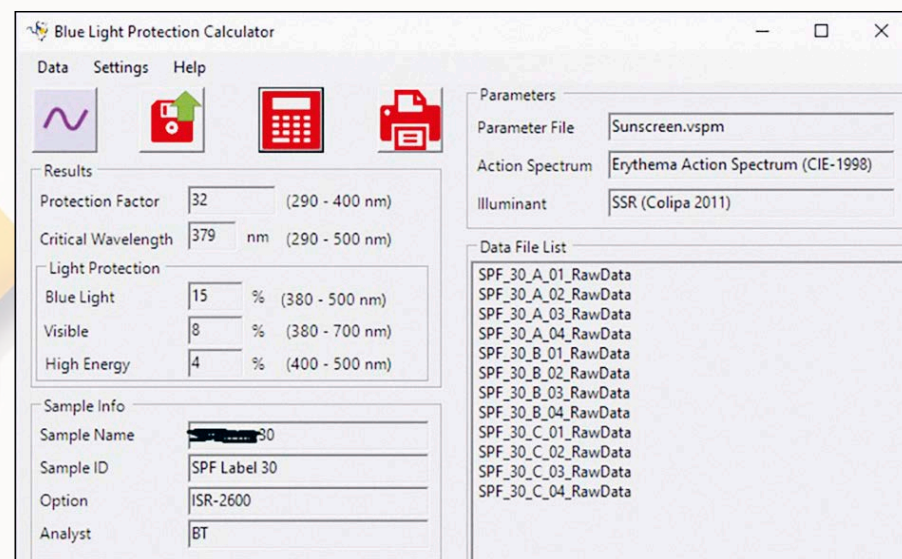 Blue Light Protection Calculator
Data Settings Help
Results
Protection Factor 32 (290 - 400 nm)
Critical Wavelength 379 nm (290 - 500 nm)
Light Protection
Blue Light 15 % (380 - 500 nm)
Visible 8 % (380 - 700 nm)
High Energy 4 % (400 - 500 nm)
Sample Info
Sample Name 30
Sample ID SPF Label 30
Option ISR-2600
Analyst BT
Parameters
Parameter File Sunscreen.vspm
Action Spectrum Erythema Action Spectrum (CIE-1998)
Illuminant SSR (Colipa 2011)
Data File List
SPF_30_A_01_RawData
SPF_30_A_02_RawData
SPF_30_A_03_RawData
SPF_30_A_04_RawData
SPF_30_B_01_RawData
SPF_30_B_02_RawData
SPF_30_B_03_RawData
SPF_30_B_04_RawData
SPF_30_C_01_RawData
SPF_30_C_02_RawData
SPF_30_C_03_RawData
SPF_30_C_04_RawData